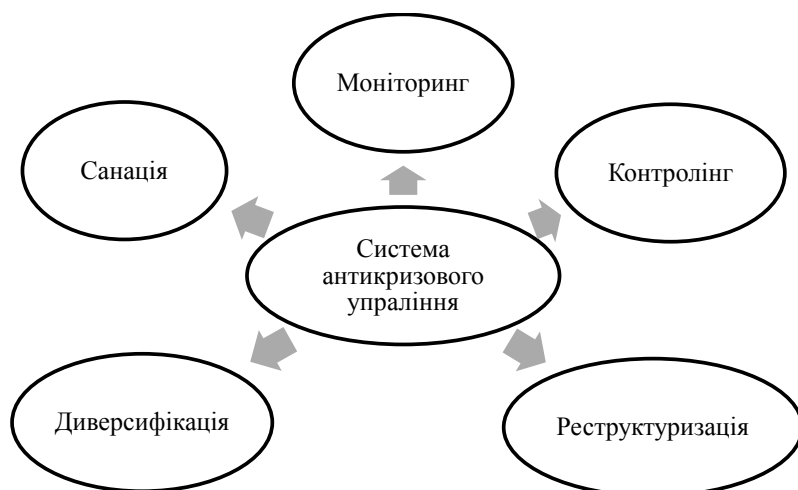 Моніторинг
Санація
Контролінг
Система
антикризового
упраління
Диверсифікація
Реструктуризація